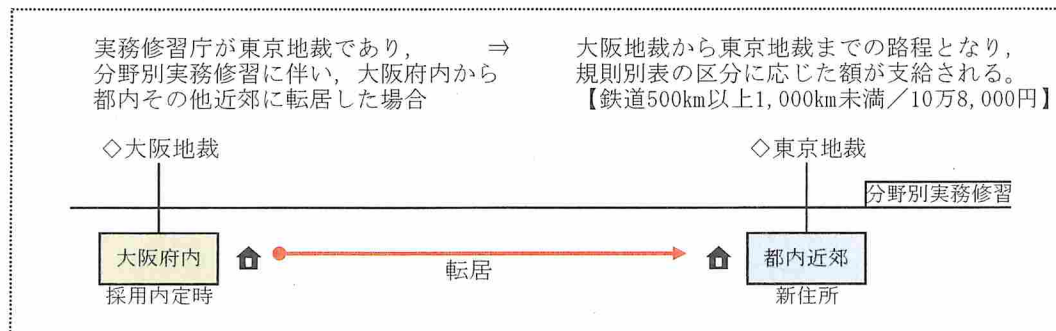 実務修習庁が東京地裁であり，　⇒　大阪地裁から東京地裁までの路程となり，
分野別実務修習に伴い，大阪府内から　規則別表の区分に応じた額が支給される。
都内その他近郊に転居した場合　【鉄道500km以上1,000km未満／10万8,000円】
◇大阪地裁　◇東京地裁
分野別実務修習
大阪府内　都内近郊
転居
採用内定時　新住所